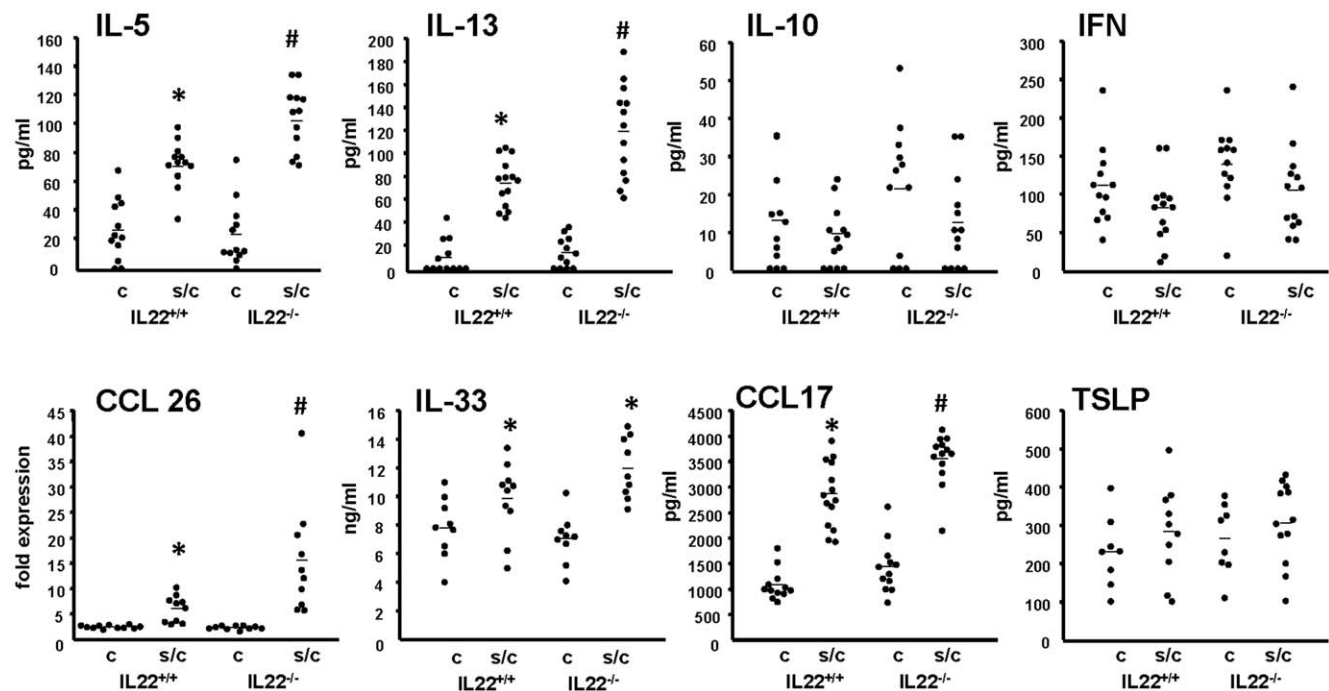 IL-5
160
140
120
100
80
60
40
20
0
pg/ml
*
#
c s/c c s/c
IL22+/+ IL22-/-
IL-13
200
180
160
140
120
100
80
60
40
20
0
pg/ml
*
#
c s/c c s/c
IL22+/+ IL22-/-
IL-10
60
50
40
30
20
10
0
pg/ml
c s/c c s/c
IL22+/+ IL22-/-
IFN
300
250
200
150
100
50
0
pg/ml
c s/c c s/c
IL22+/+ IL22-/-
CCL 26
45
40
35
30
25
20
15
10
5
0
fold expression
*
#
c s/c c s/c
IL22+/+ IL22-/-
IL-33
16
14
12
10
8
6
4
2
0
ng/ml
*
*
c s/c c s/c
IL22+/+ IL22-/-
CCL17
4500
4000
3500
3000
2500
2000
1500
1000
500
0
pg/ml
*
#
c s/c c s/c
IL22+/+ IL22-/-
TSLP
600
500
400
300
200
100
0
pg/ml
c s/c c s/c
IL22+/+ IL22-/-